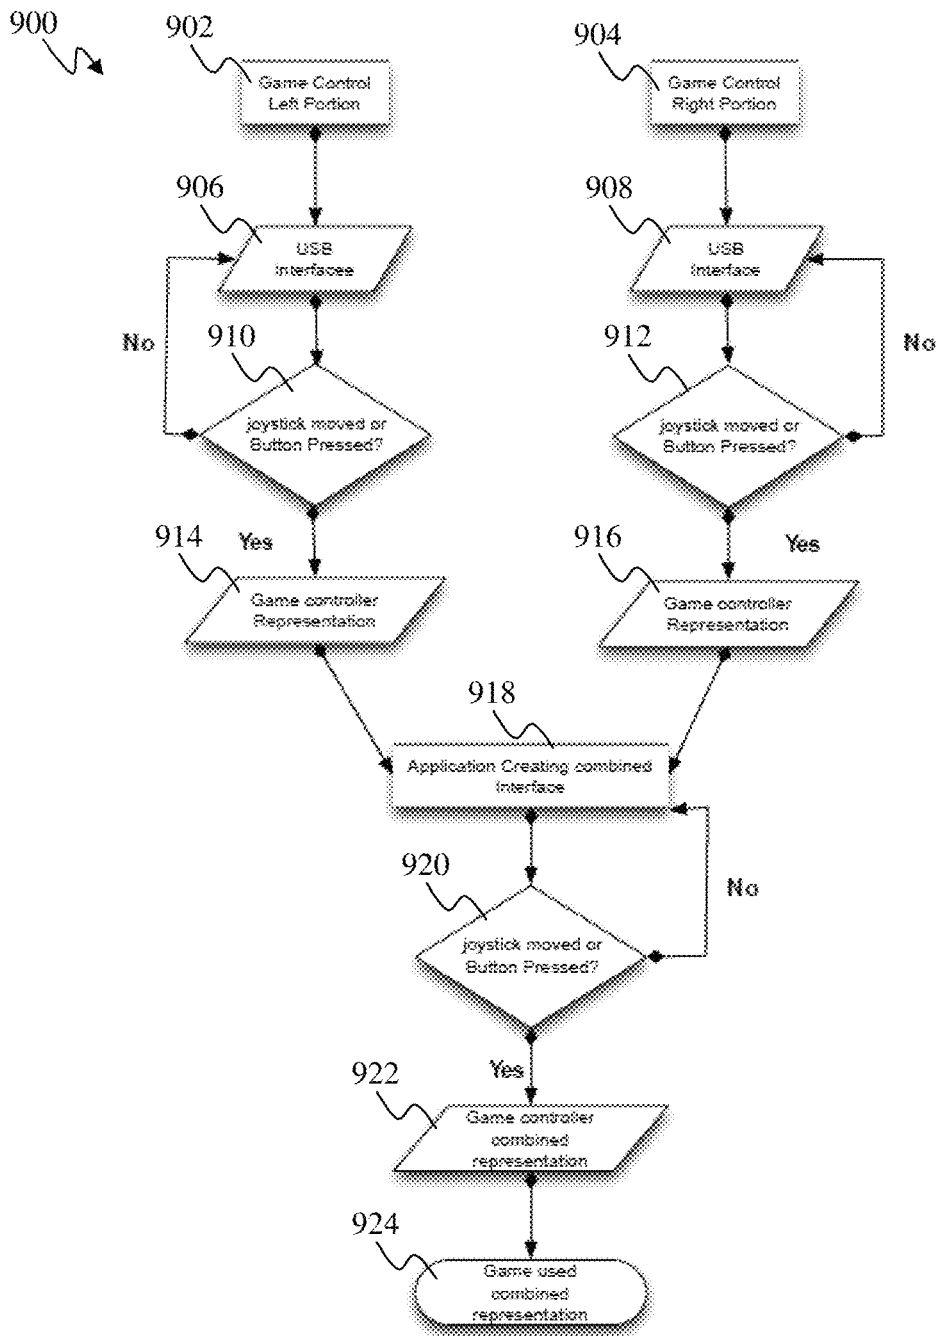 900
902
904
Game Control
Left Portion
Game Control
Right Portion
906
908
USB
Interfacee
USB
Interface
No
910
912
No
joystick moved or
Button Pressed?
joystick moved or
Button Pressed?
914
Yes
916
Yes
Game controller
Representation
Game controller
Representation
918
Application Creating combined
Interface
920
No
joystick moved or
Button Pressed?
Yes
922
Game controller
combined
representation
924
Game used
combined
representation